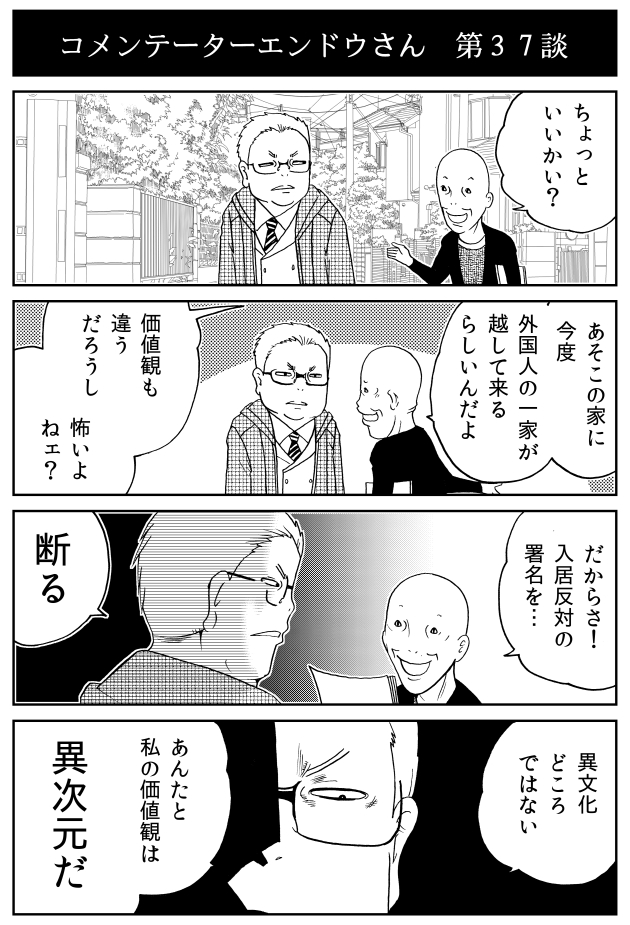 コメンテーターエンドウさん　第３７談
ちょっと
いいかい？
あそこの家に
今度
外国人の一家が
越して来る
らしいんだよ
価値観も
違う
だろうし
怖いよ
ねェ？
だからさ！
入居反対の
署名を…
断る
異文化
どころ
ではない
あんたと
私の価値観は
異次元だ